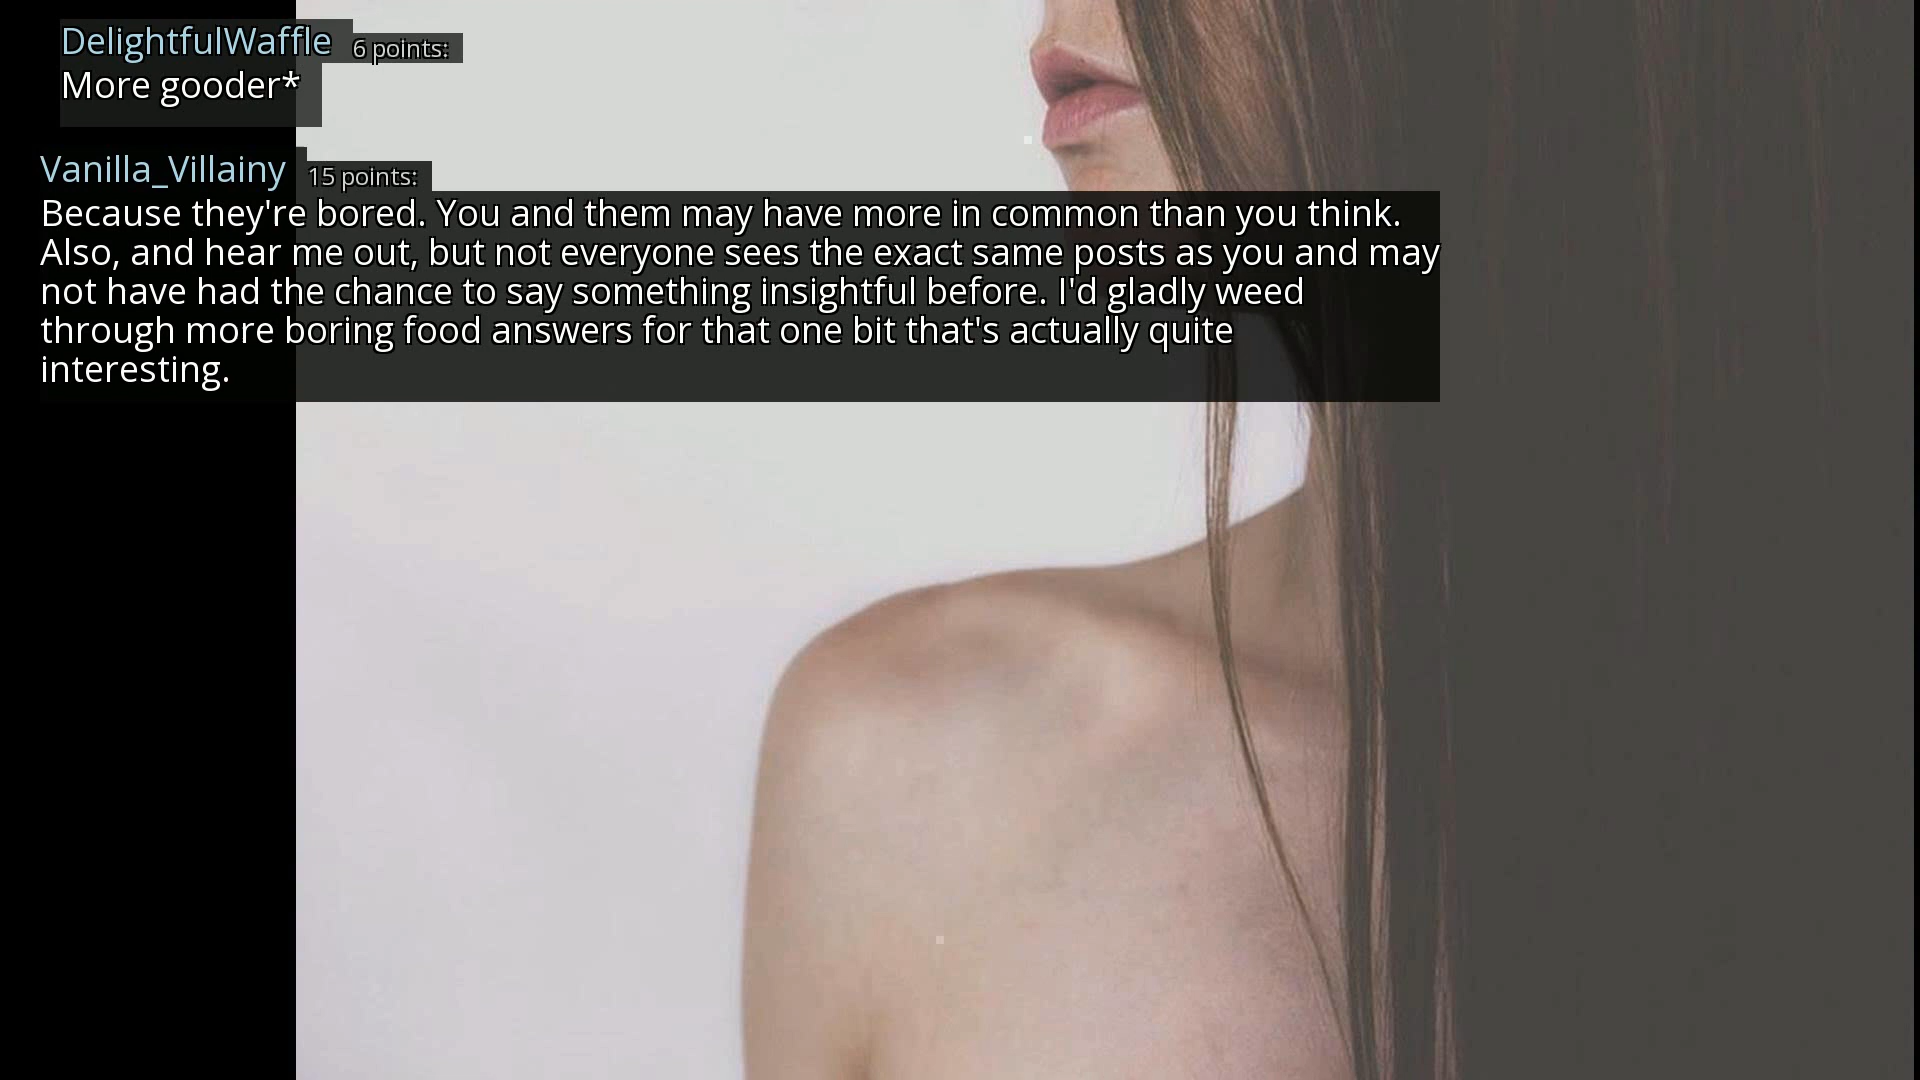 DelightfulWaffle 6 points:
More gooder*
Vanilla_Villainy 15 points:
Because they're bored. You and them may have more in common than you think.
Also, and hear me out, but not everyone sees the exact same posts as you and may
not have had the chance to say something insightful before. I'd gladly weed
through more boring food answers for that one bit that's actually quite
interesting.